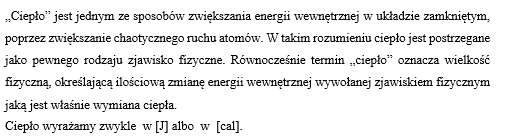 „Ciepło” jest jednym ze sposobów zwiększania energii wewnętrznej w układzie zamkniętym,
poprzez zwiększanie chaotycznego ruchu atomów. W takim rozumieniu ciepło jest postrzegane
jako pewnego rodzaju zjawisko fizyczne. Równocześnie termin „ciepło” oznacza wielkość
fizyczną, określającą ilościową zmianę energii wewnętrznej wywołanej zjawiskiem fizycznym
jaką jest właśnie wymiana ciepła.
Ciepło wyrażamy zwykle w [J] albo w [cal].